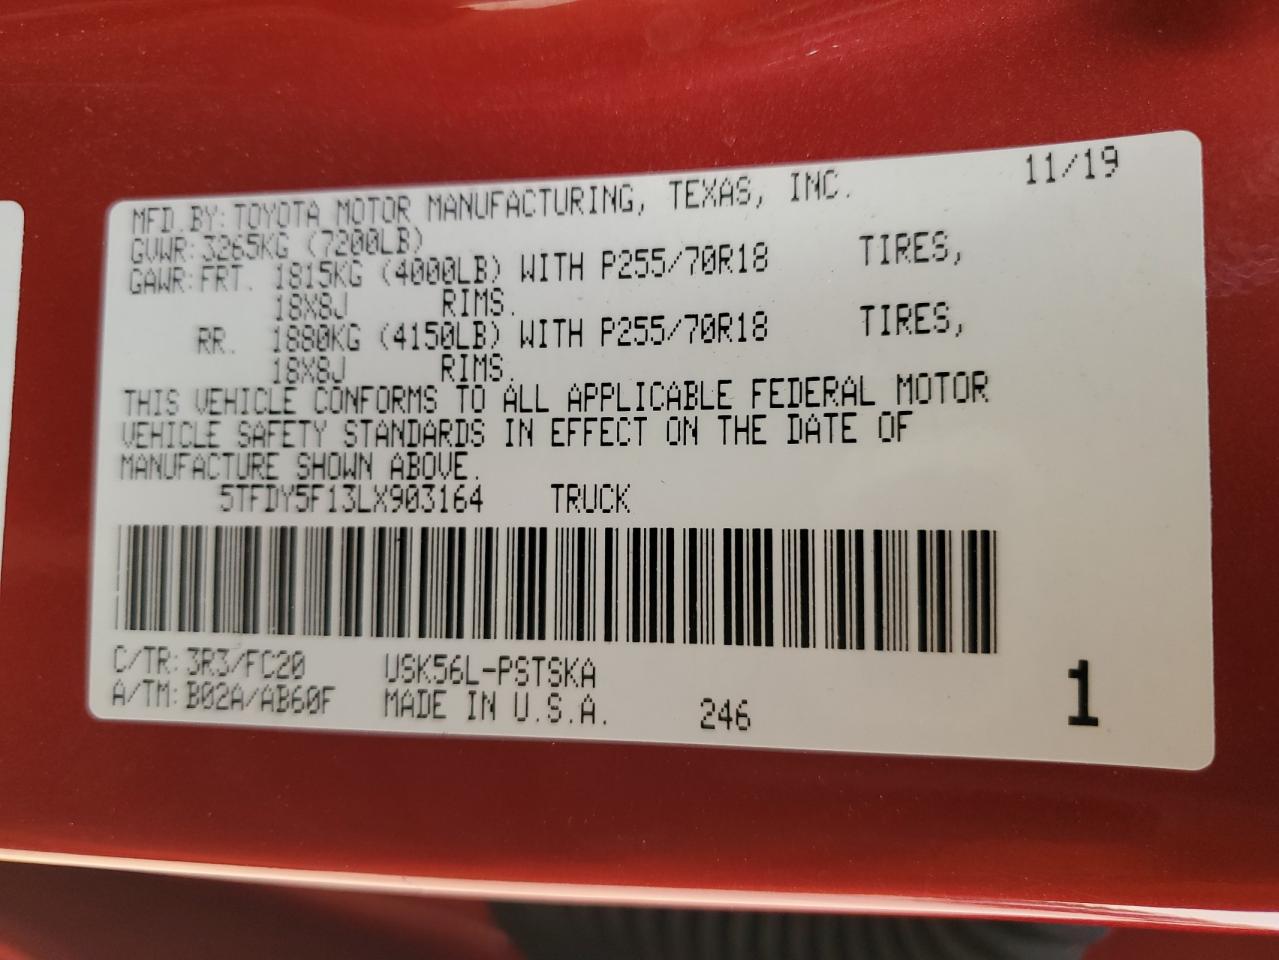 11/19
MFD.BY:TOYOTA MOTOR MANUFACTURING, TEXAS, INC.
GVWR:3265KG (7200LB)
GAWR:FRT. 1815KG (4000LB) WITH P255/70R18 TIRES,
18X8J RIMS.
RR. 1880KG (4150LB) WITH P255/70R18 TIRES,
18X8J RIMS.
THIS VEHICLE CONFORMS TO ALL APPLICABLE FEDERAL MOTOR
VEHICLE SAFETY STANDARDS IN EFFECT ON THE DATE OF
MANUFACTURE SHOWN ABOVE.
5TFDY5F13LX903164 TRUCK
C/TR:3R3/FC20 USK56L-PSTSKA
A/TM:B02A/AB60F MADE IN U.S.A. 246 1